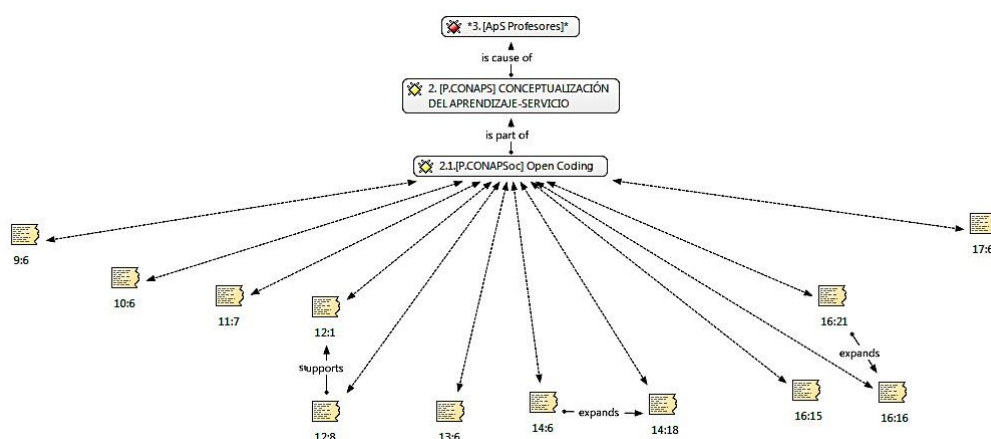 *3. [ApS Profesores]*
is cause of
2. [P.CONAPS] CONCEPTUALIZACIÓN
DEL APRENDIZAJE-SERVICIO
is part of
2.1.[P.CONAPSoc] Open Coding
9:6
17:6
10:6
11:7
12:1
16:21
supports
expands
12:8
13:6
14:6
expands
14:18
16:15
16:16